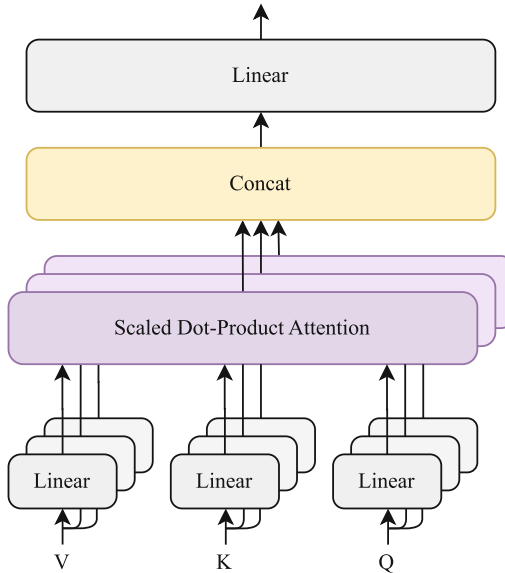 Linear
Concat
Scaled Dot-Product Attention
Linear Linear Linear
V K Q